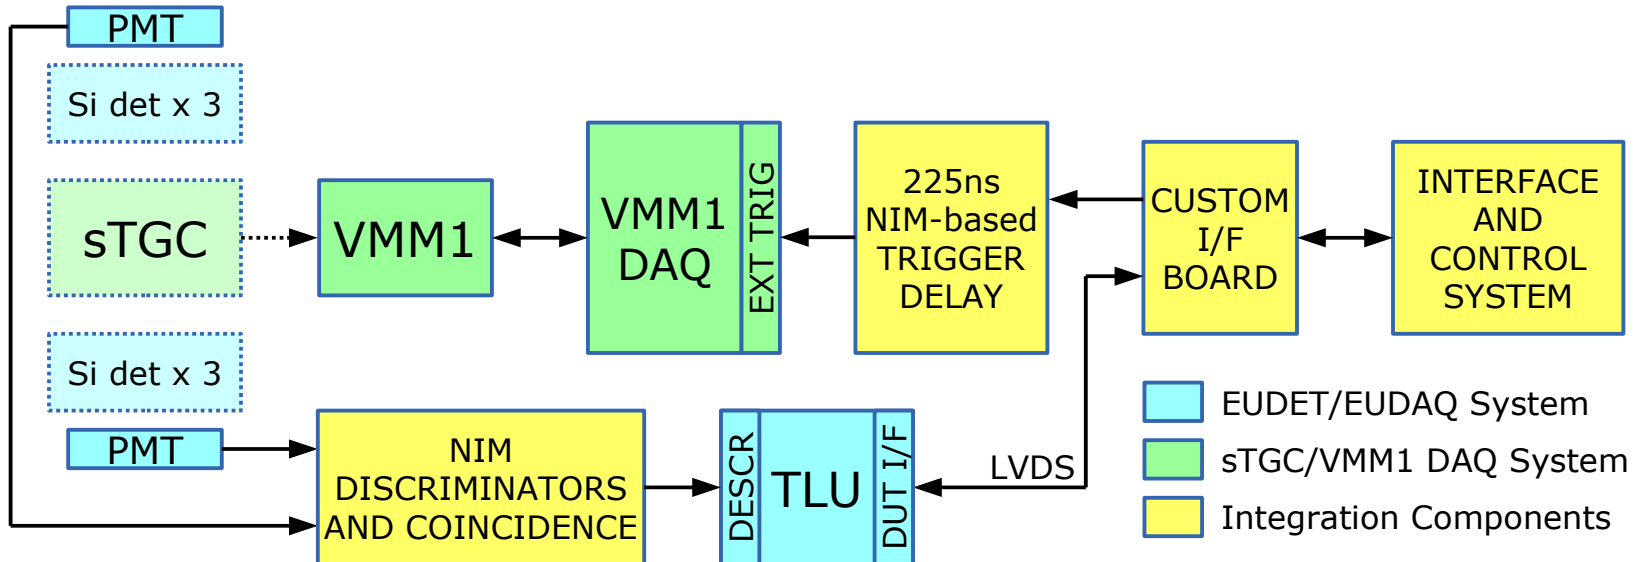 PMT
Si det x 3
sTGC
Si det x 3
PMT
VMM1
VMM1
DAQ
EXT TRIG
225ns
NIM-based
TRIGGER
DELAY
CUSTOM
I/F
BOARD
INTERFACE
AND
CONTROL
SYSTEM
NIM
DISCRIMINATORS
AND COINCIDENCE
DESCR
TLU
DUT I/F
LVDS
EUDET/EUDAQ System
sTGC/VMM1 DAQ System
Integration Components